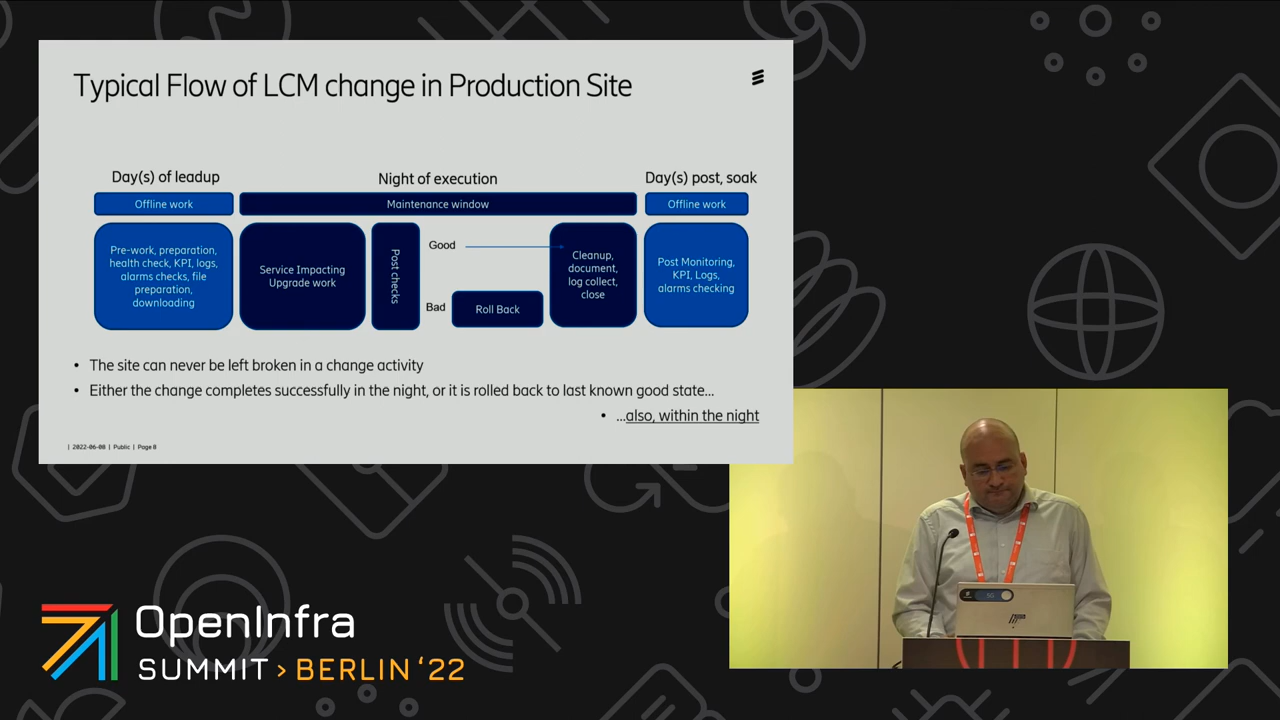 Typical Flow of LCM change in Production Site
Day(s) of leadup
Night of execution
Day(s) post, soak
Offline work
Maintenance window
Offline work
Pre-work, preparation,
health check, KPI, logs,
alarms checks, file
preparation,
downloading
Service Impacting
Upgrade work
Post checks
Good
Bad
Roll Back
Cleanup,
document,
log collect,
close
Post Monitoring,
KPI, Logs,
alarms checking
• The site can never be left broken in a change activity
• Either the change completes successfully in the night, or it is rolled back to last known good state...
• ...also, within the night
| 2022-06-08 | Public | Page 8
OpenInfra
SUMMIT > BERLIN '22
5G